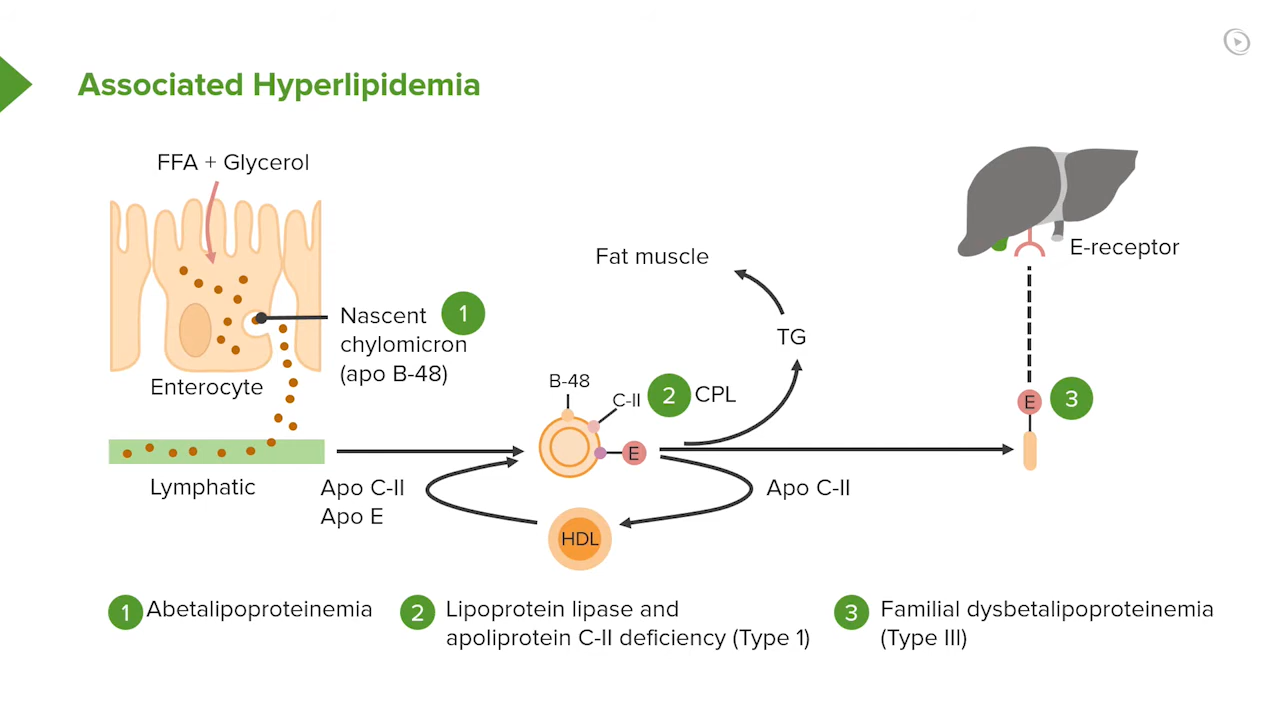 Associated Hyperlipidemia
FFA + Glycerol
Enterocyte
Nascent
chylomicron
(apo B-48)
1
Lymphatic
Apo C-II
Apo E
B-48
C-II
2
CPL
E
HDL
Fat muscle
TG
Apo C-II
E-receptor
E
3
1 Abetalipoproteinemia
2 Lipoprotein lipase and
apoliprotein C-II deficiency (Type 1)
3 Familial dysbetalipoproteinemia
(Type III)